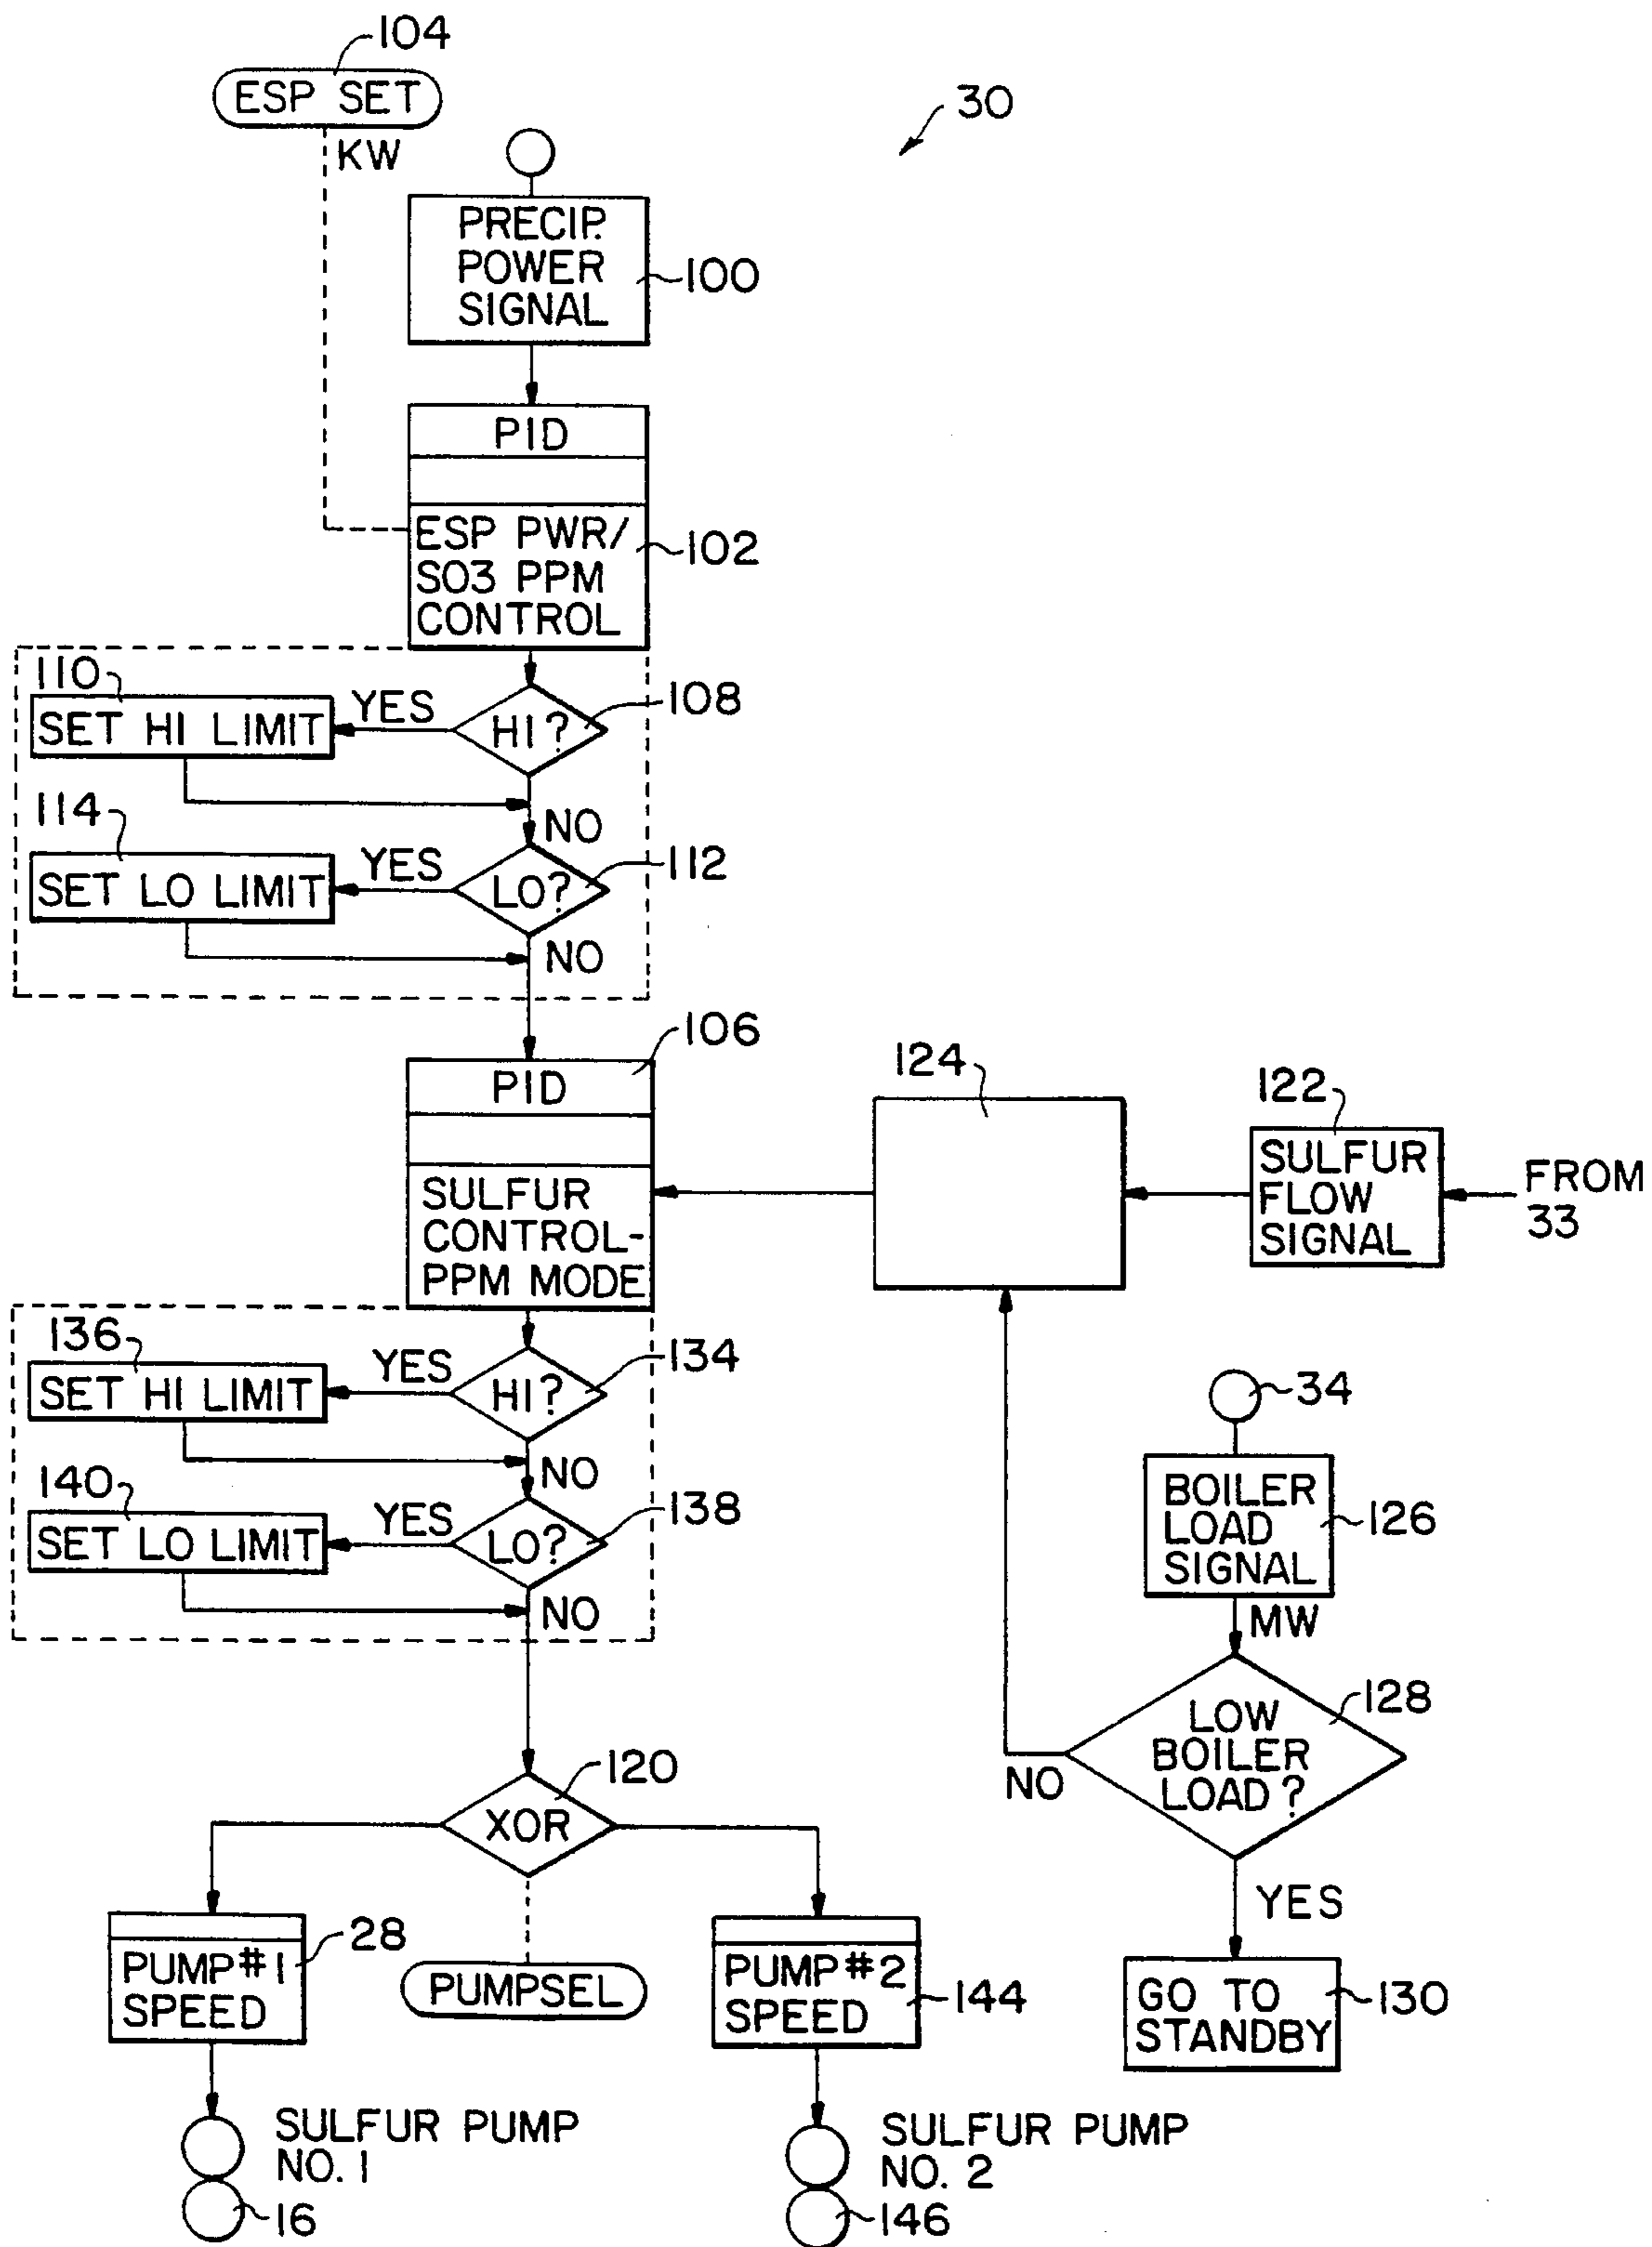 104
ESP SET
KW
30
PRECIP.
POWER
SIGNAL
100
PID
ESP PWR/
SO3 PPM
CONTROL
102
110
SET HI LIMIT
YES
HI?
108
NO
114
SET LO LIMIT
YES
LO?
112
NO
106
PID
SULFUR
CONTROL-
PPM MODE
124
122
SULFUR
FLOW
SIGNAL
FROM
33
136
SET HI LIMIT
YES
HI?
134
NO
140
SET LO LIMIT
YES
LO?
138
NO
34
BOILER
LOAD
SIGNAL
126
MW
LOW
BOILER
LOAD?
128
NO
YES
GO TO
STANDBY
130
120
XOR
PUMP#1
SPEED
28
PUMPSEL
PUMP#2
SPEED
144
SULFUR PUMP
NO. 1
16
SULFUR PUMP
NO. 2
146